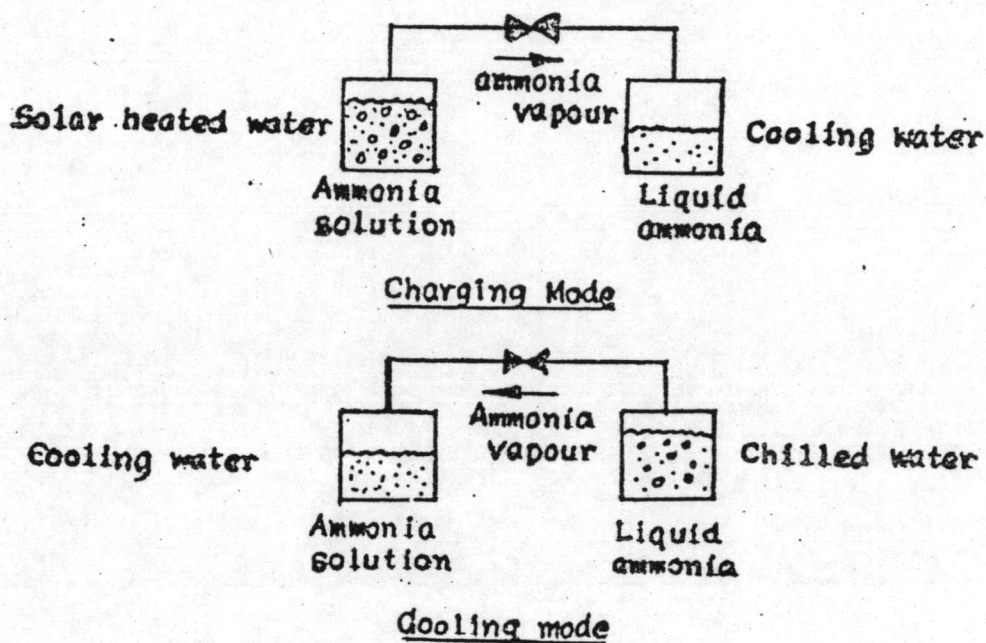 ammonia
vapour
Solar heated water
Cooling water
Ammonia
solution
Liquid
ammonia
Charging Mode
Ammonia
vapour
Cooling water
Chilled water
Ammonia
solution
Liquid
ammonia
Cooling mode